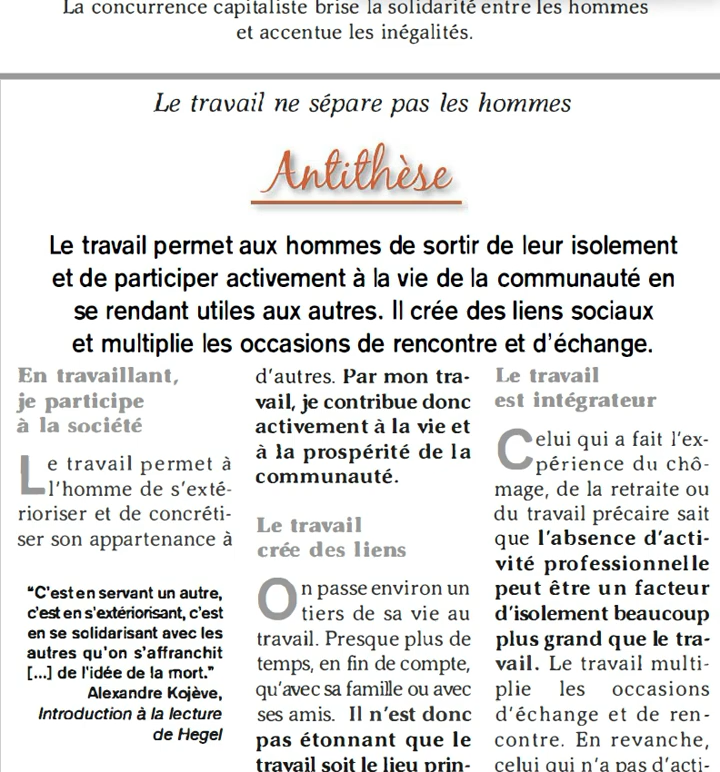 La concurrence capitaliste brise la solidarité entre les hommes
et accentue les inégalités.
Le travail ne sépare pas les hommes
Antithèse
Le travail permet aux hommes de sortir de leur isolement
et de participer activement à la vie de la communauté en
se rendant utiles aux autres. Il crée des liens sociaux
et multiplie les occasions de rencontre et d'échange.
En travaillant,
je participe
à la société
Le travail permet à
l'homme de s'exté-
rioriser et de concréti-
ser son appartenance à
"C'est en servant un autre,
c'est en s'extériorisant, c'est
en se solidarisant avec les
autres qu'on s'affranchit
[...] de l'idée de la mort."
Alexandre Kojève,
Introduction à la lecture
de Hegel
d'autres. Par mon tra-
vail, je contribue donc
activement à la vie et
à la prospérité de la
communauté.
Le travail
crée des liens
On passe environ un
tiers de sa vie au
travail. Presque plus de
temps, en fin de compte,
qu'avec sa famille ou avec
ses amis. Il n'est donc
pas étonnant que le
travail soit le lieu prin-
Le travail
est intégrateur
Celui qui a fait l'ex-
périence du chô-
mage, de la retraite ou
du travail précaire sait
que l'absence d'acti-
vité professionnelle
peut être un facteur
d'isolement beaucoup
plus grand que le tra-
vail. Le travail multi-
plie les occasions
d'échange et de ren-
contre. En revanche,
celui qui n'a pas d'acti-